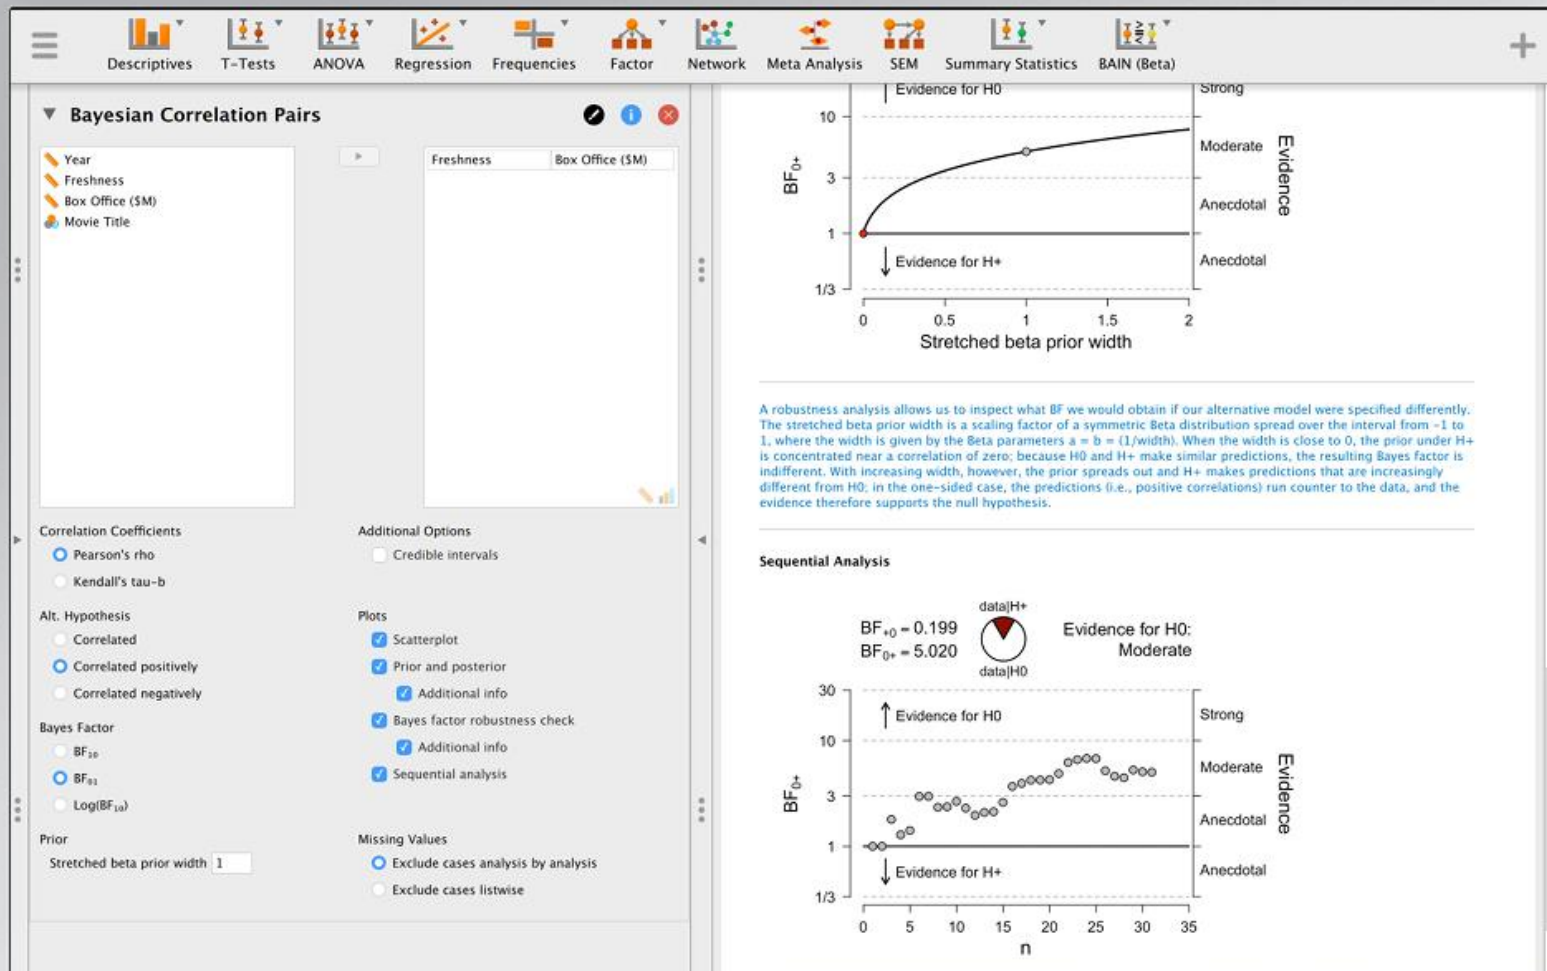 Descriptives
T-Tests
ANOVA
Regression
Frequencies
Factor
Network
Meta Analysis
SEM
Summary Statistics
BAIN (Beta)
Bayesian Correlation Pairs
Year
Freshness
Box Office ($M)
Movie Title
Freshness
Box Office ($M)
Correlation Coefficients
Pearson's rho
Kendall's tau-b
Additional Options
Credible intervals
Alt. Hypothesis
Correlated
Correlated positively
Correlated negatively
Plots
Scatterplot
Prior and posterior
Additional info
Bayes factor robustness check
Additional info
Sequential analysis
Bayes Factor
BF₁₀
BF₀₁
Log(BF₁₀)
Prior
Stretched beta prior width 1
Missing Values
Exclude cases analysis by analysis
Exclude cases listwise
Evidence for H0
Strong
10
Moderate
3
Anecdotal
1
Evidence for H+
Anecdotal
1/3
BF₀₊
Evidence
0 0.5 1 1.5 2
Stretched beta prior width
A robustness analysis allows us to inspect what BF we would obtain if our alternative model were specified differently.
The stretched beta prior width is a scaling factor of a symmetric Beta distribution spread over the interval from -1 to
1, where the width is given by the Beta parameters a = b = (1/width). When the width is close to 0, the prior under H+
is concentrated near a correlation of zero; because H0 and H+ make similar predictions, the resulting Bayes factor is
indifferent. With increasing width, however, the prior spreads out and H+ makes predictions that are increasingly
different from H0; in the one-sided case, the predictions (i.e., positive correlations) run counter to the data, and the
evidence therefore supports the null hypothesis.
Sequential Analysis
data|H+
BF₊₀ = 0.199
BF₀₊ = 5.020
data|H0
Evidence for H0:
Moderate
30
Evidence for H0
Strong
10
Moderate
3
Anecdotal
1
Evidence for H+
Anecdotal
1/3
BF₀₊
Evidence
0 5 10 15 20 25 30 35
n